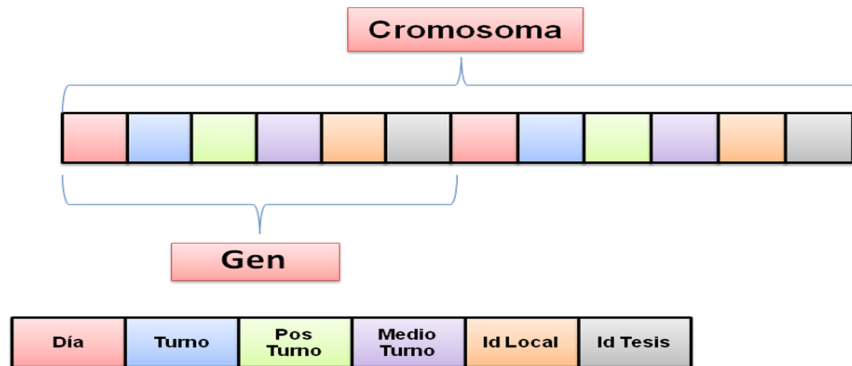 Cromosoma
Gen
Día
Turno
Pos
Turno
Medio
Turno
Id Local
Id Tesis